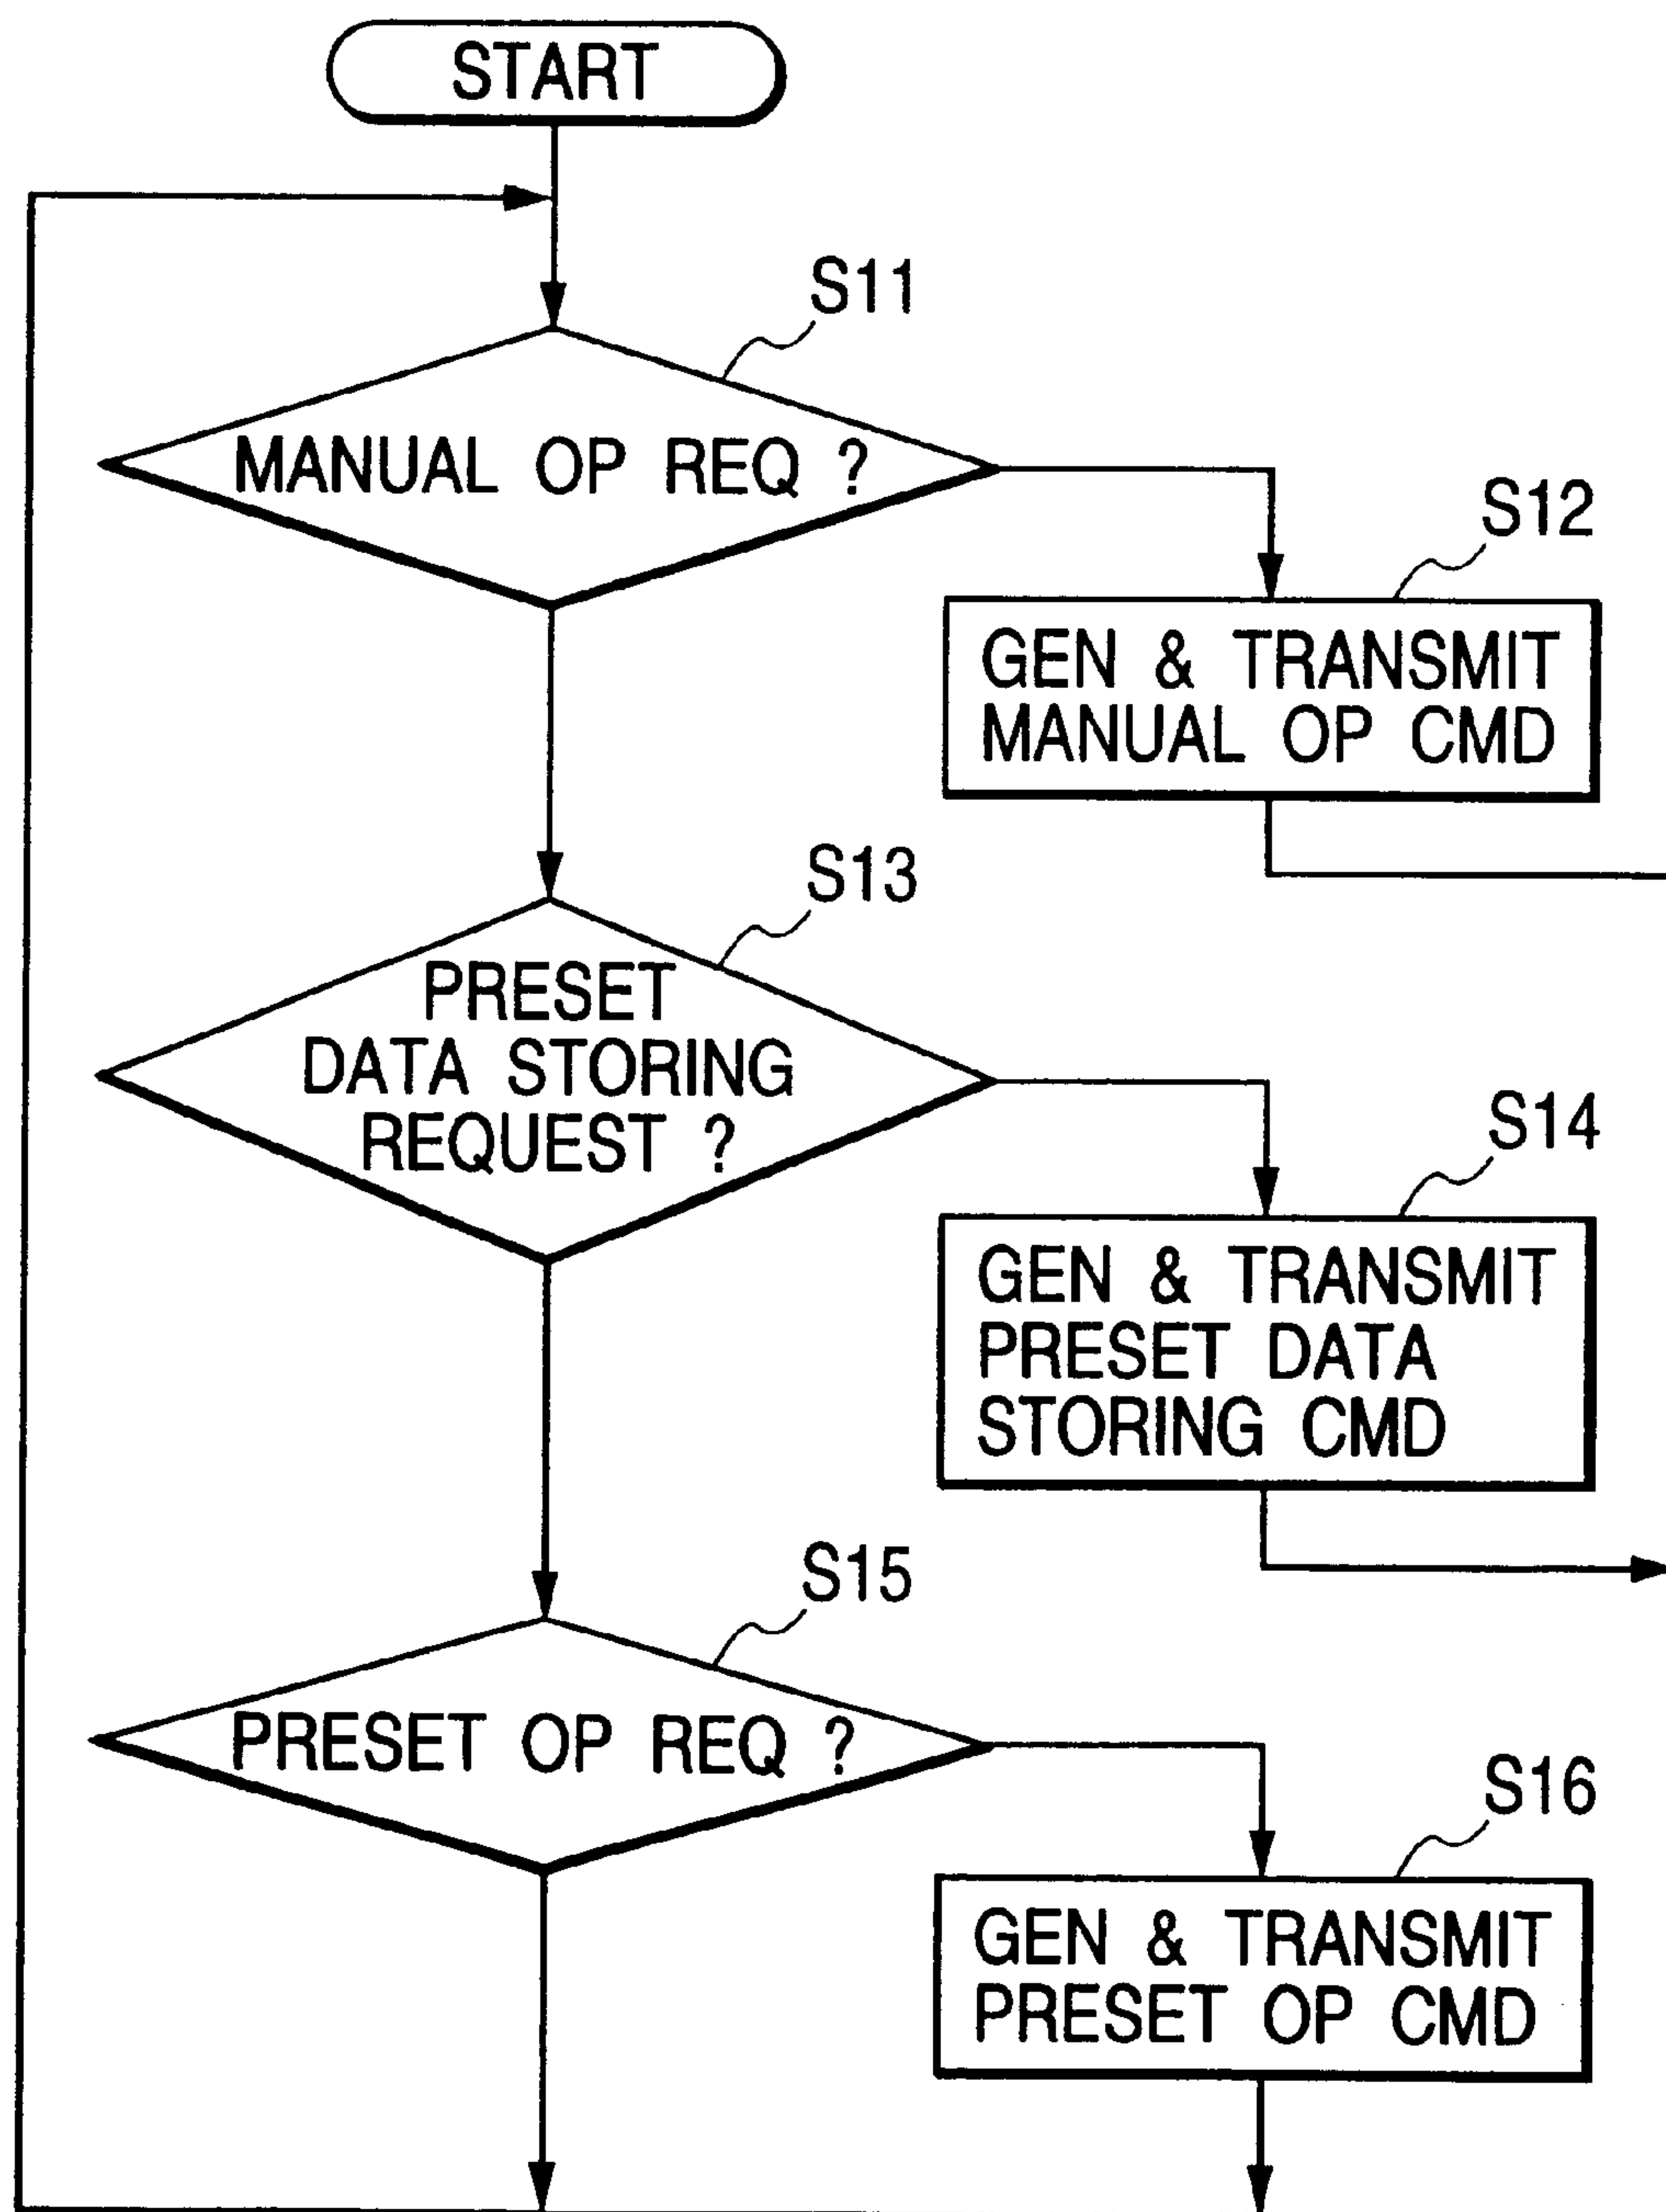 START
S11
MANUAL OP REQ ?
S12
GEN & TRANSMIT
MANUAL OP CMD
S13
PRESET
DATA STORING
REQUEST ?
S14
GEN & TRANSMIT
PRESET DATA
STORING CMD
S15
PRESET OP REQ ?
S16
GEN & TRANSMIT
PRESET OP CMD